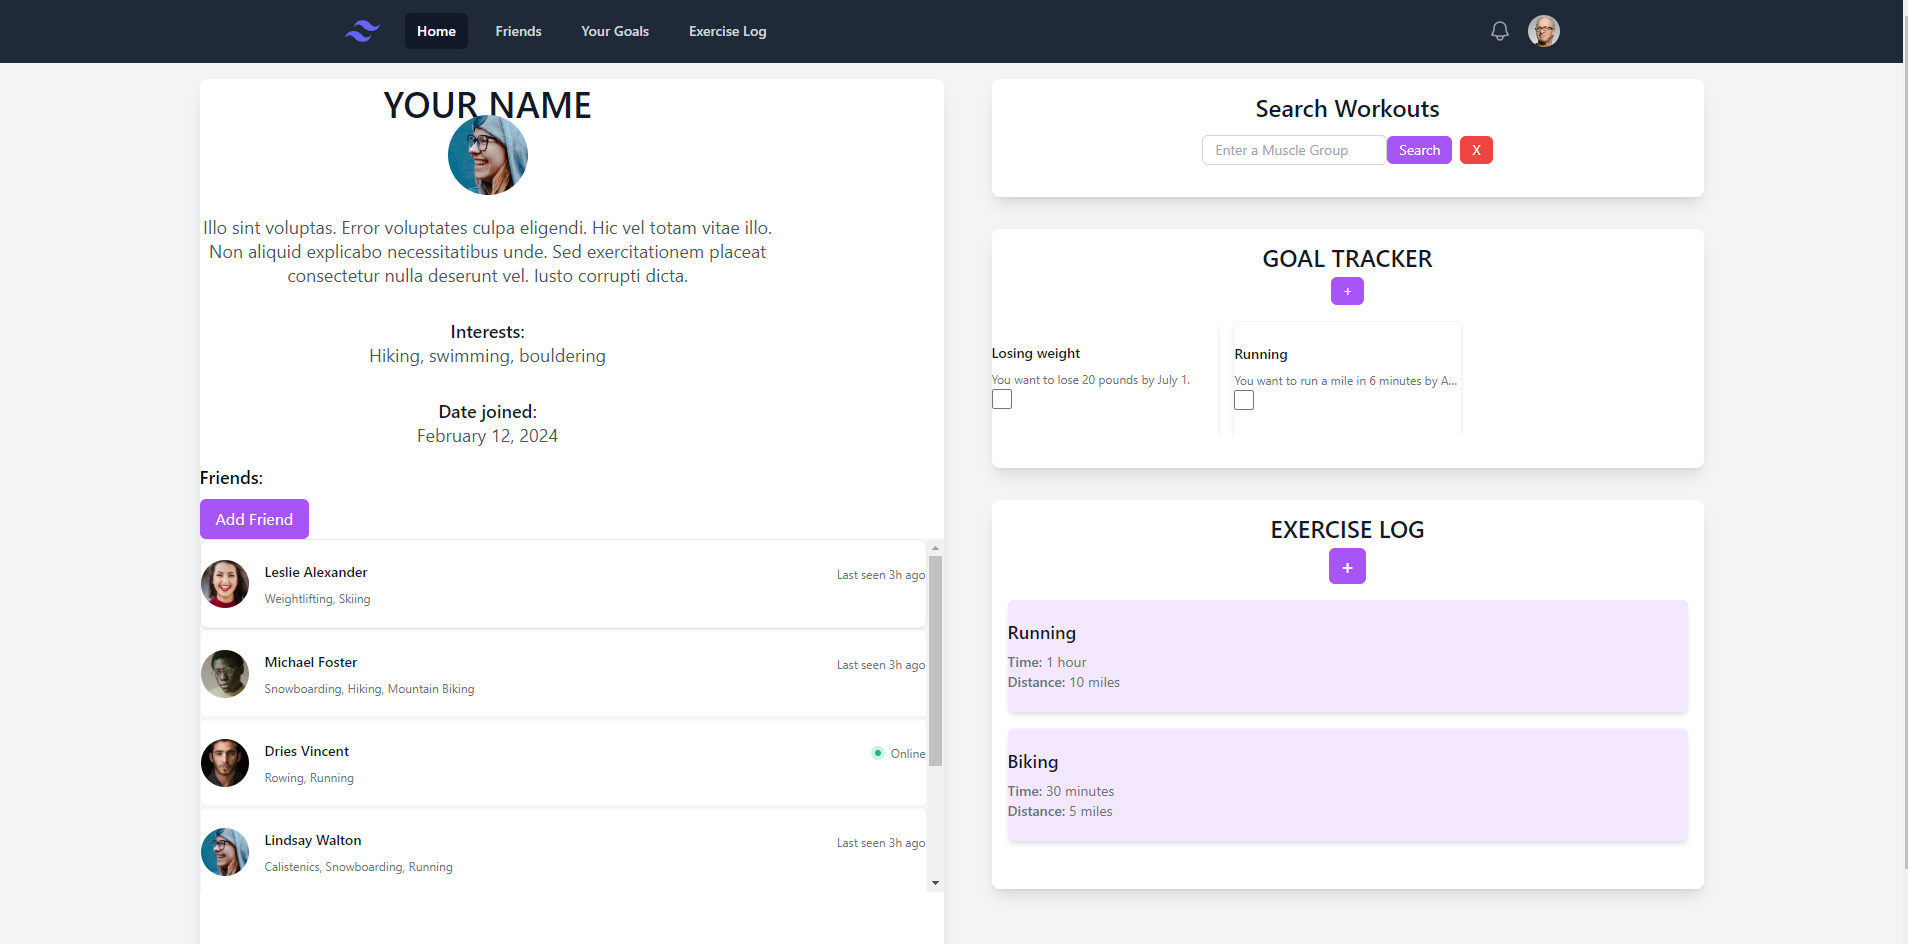 Home
Friends
Your Goals
Exercise Log
YOUR NAME
Illo sint voluptas. Error voluptates culpa eligendi. Hic vel totam vitae illo.
Non aliquid explicabo necessitatibus unde. Sed exercitationem placeat
consectetur nulla deserunt vel. Iusto corrupti dicta.
Interests:
Hiking, swimming, bouldering
Date joined:
February 12, 2024
Friends:
Add Friend
Leslie Alexander
Last seen 3h ago
Weightlifting, Skiing
Michael Foster
Last seen 3h ago
Snowboarding, Hiking, Mountain Biking
Dries Vincent
Online
Rowing, Running
Lindsay Walton
Last seen 3h ago
Calistenics, Snowboarding, Running
Search Workouts
Enter a Muscle Group
Search
X
GOAL TRACKER
+
Losing weight
You want to lose 20 pounds by July 1.
Running
You want to run a mile in 6 minutes by A...
EXERCISE LOG
+
Running
Time: 1 hour
Distance: 10 miles
Biking
Time: 30 minutes
Distance: 5 miles